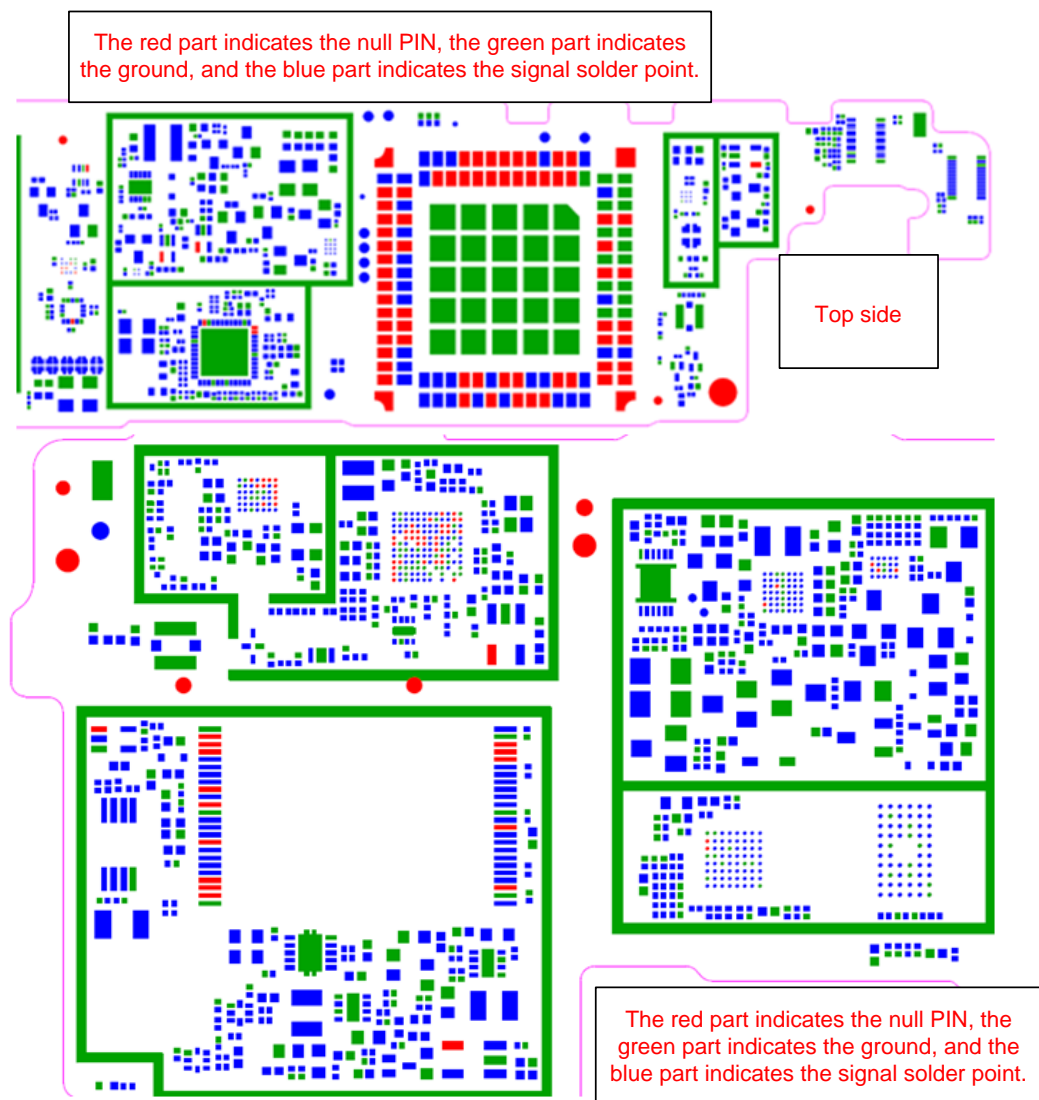 The red part indicates the null PIN, the green part indicates
the ground, and the blue part indicates the signal solder point.
Top side
The red part indicates the null PIN, the
green part indicates the ground, and the
blue part indicates the signal solder point.